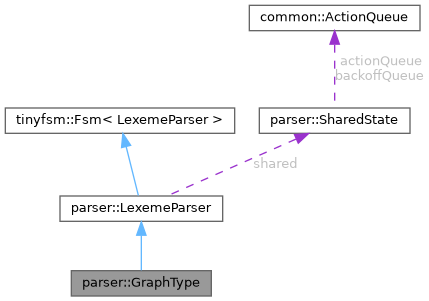 common::ActionQueue
actionQueue
backoffQueue
tinyfsm::Fsm< LexemeParser >
parser::SharedState
shared
parser::LexemeParser
parser::GraphType